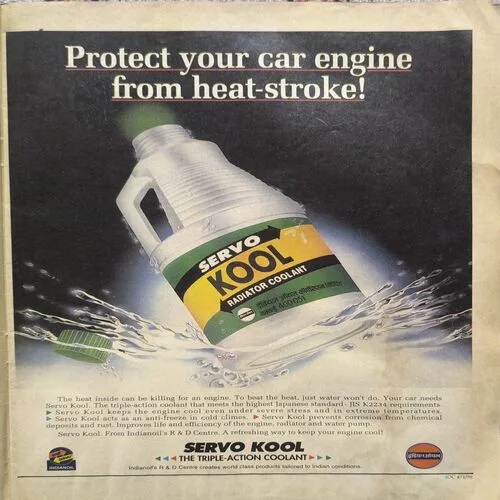 Protect your car engine
from heat-stroke!
SERVO
KOOL
RADIATOR COOLANT
The heat inside can be killing for an engine. To beat the heat, just water won't do. Your car needs
Servo Kool. The triple-action coolant that meets the highest Japanese standard - JIS K2234 requirements.
Servo Kool keeps the engine cool even under severe stress and in extreme temperatures.
Servo Kool acts as an anti-freeze in cold climes. Servo Kool prevents corrosion from chemical
deposits and rust. Improves life and efficiency of the engine, radiator and water pump.
Servo Kool. From Indianoil's R & D Centre. A refreshing way to keep your engine cool!
SERVO KOOL
THE TRIPLE-ACTION COOLANT
Indianoil's R & D Centre creates world class products tailored to Indian conditions.
INDIANOIL
इंडियनऑयल